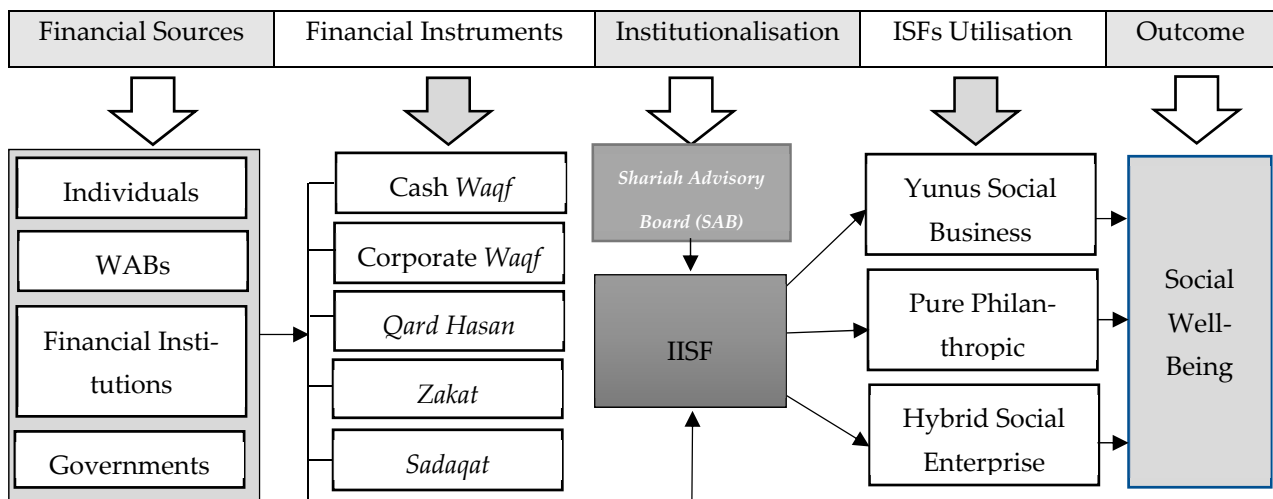 Financial Sources
Financial Instruments
Institutionalisation
ISFs Utilisation
Outcome
Individuals
WABs
Financial Insti-
tutions
Governments
Cash Waqf
Corporate Waqf
Qard Hasan
Zakat
Sadaqat
Shariah Advisory
Board (SAB)
IISF
Yunus Social
Business
Pure Philan-
thropic
Hybrid Social
Enterprise
Social
Well-
Being